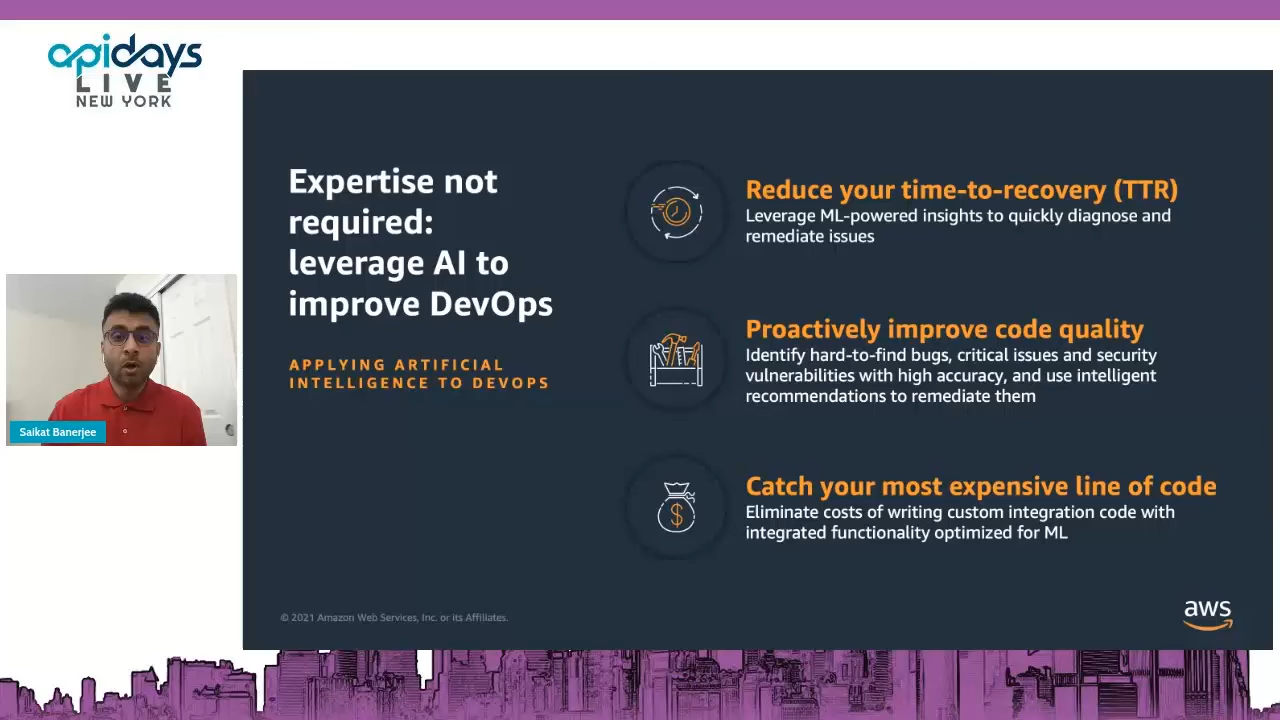 apidays
LIVE
NEW YORK
Expertise not
required:
leverage AI to
improve DevOps
APPLYING ARTIFICIAL
INTELLIGENCE TO DEVOPS
Reduce your time-to-recovery (TTR)
Leverage ML-powered insights to quickly diagnose and
remediate issues
Proactively improve code quality
Identify hard-to-find bugs, critical issues and security
vulnerabilities with high accuracy, and use intelligent
recommendations to remediate them
$
Catch your most expensive line of code
Eliminate costs of writing custom integration code with
integrated functionality optimized for ML
Saikat Banerjee
© 2021 Amazon Web Services, Inc. or its Affiliates.
aws